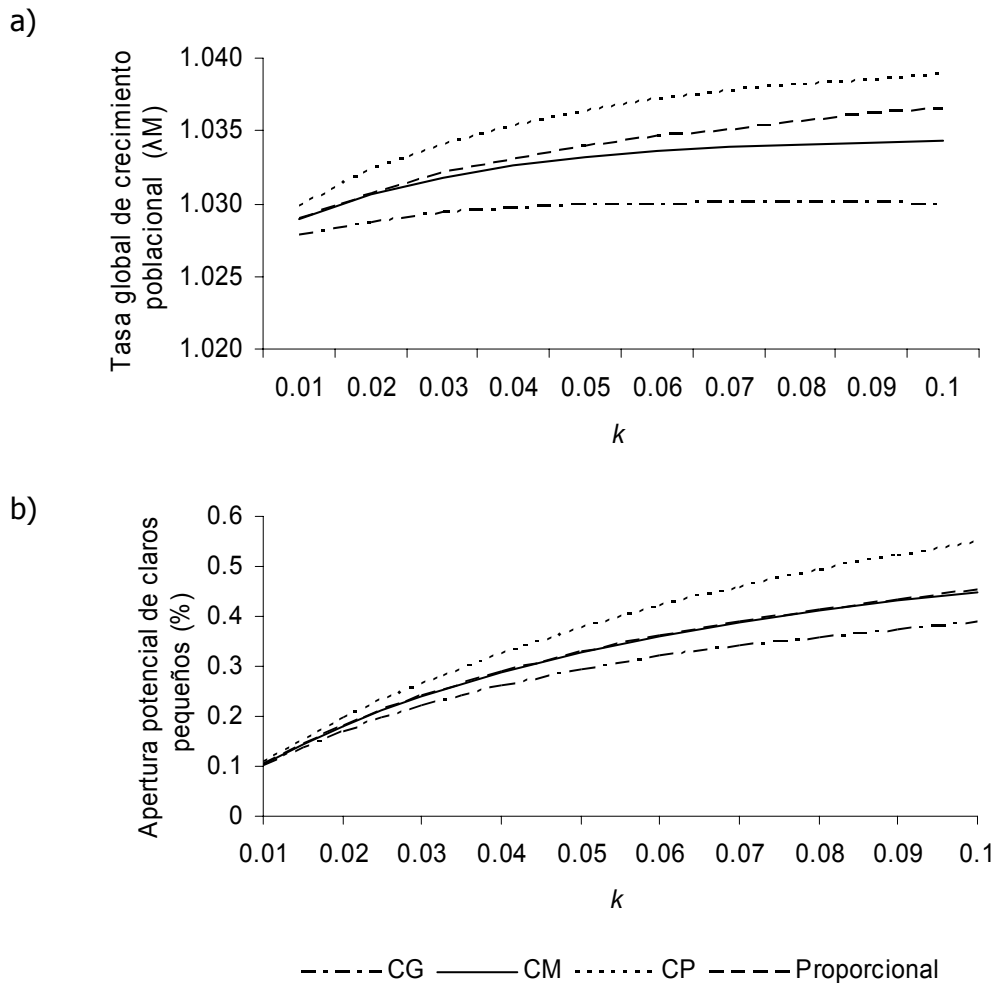 a)
Tasa global de crecimiento
poblacional (λM)
1.040
1.035
1.030
1.025
1.020
0.01 0.02 0.03 0.04 0.05 0.06 0.07 0.08 0.09 0.1
k
b)
Apertura potencial de claros
pequeños (%)
0.6
0.5
0.4
0.3
0.2
0.1
0
0.01 0.02 0.03 0.04 0.05 0.06 0.07 0.08 0.09 0.1
k
CG CM CP Proporcional